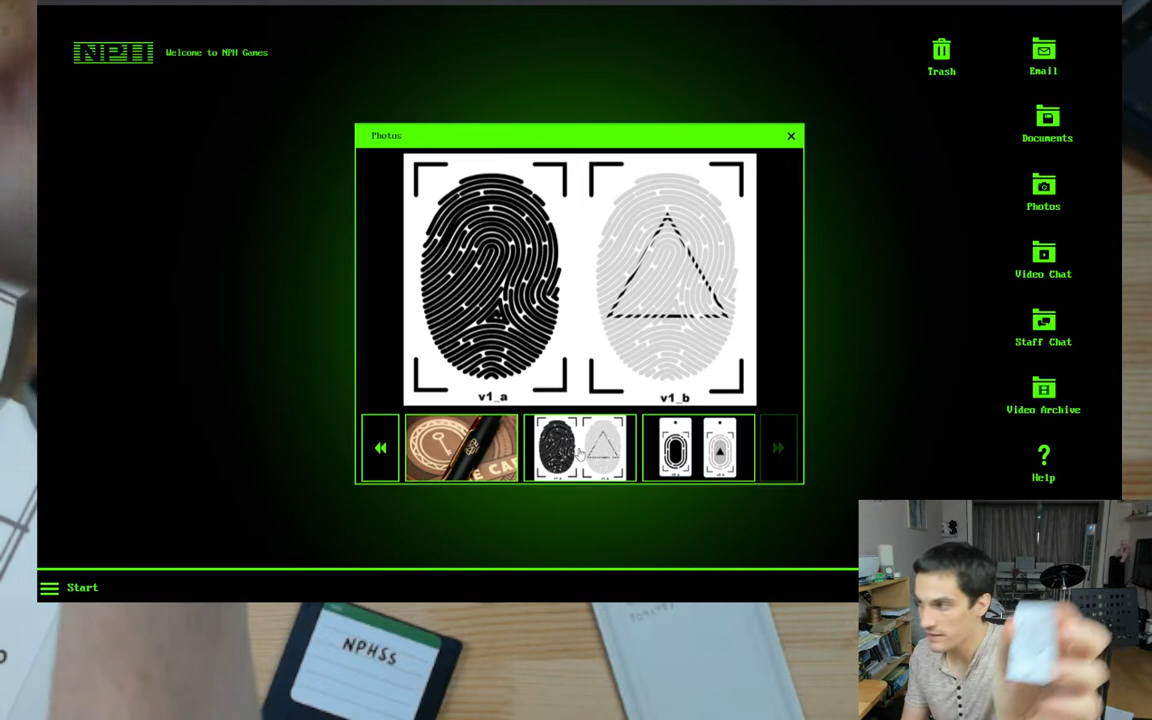 NPH Welcome to NPH Games
Trash
Email
Documents
Photos
Video Chat
Staff Chat
Video Archive
Help
Photos
v1_a
v1_b
E CA
Start
NPHSS